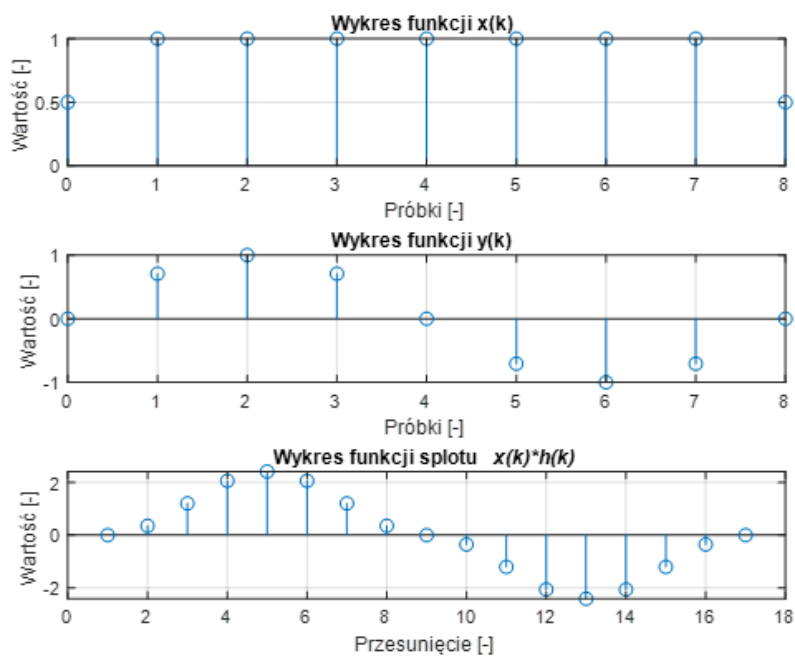 Wykres funkcji x(k)
Wartość [-]
1
0.5
0
0 1 2 3 4 5 6 7 8
Próbki [-]
Wykres funkcji y(k)
Wartość [-]
1
0
-1
0 1 2 3 4 5 6 7 8
Próbki [-]
Wykres funkcji splotu x(k)*h(k)
Wartość [-]
2
0
-2
0 2 4 6 8 10 12 14 16 18
Przesunięcie [-]